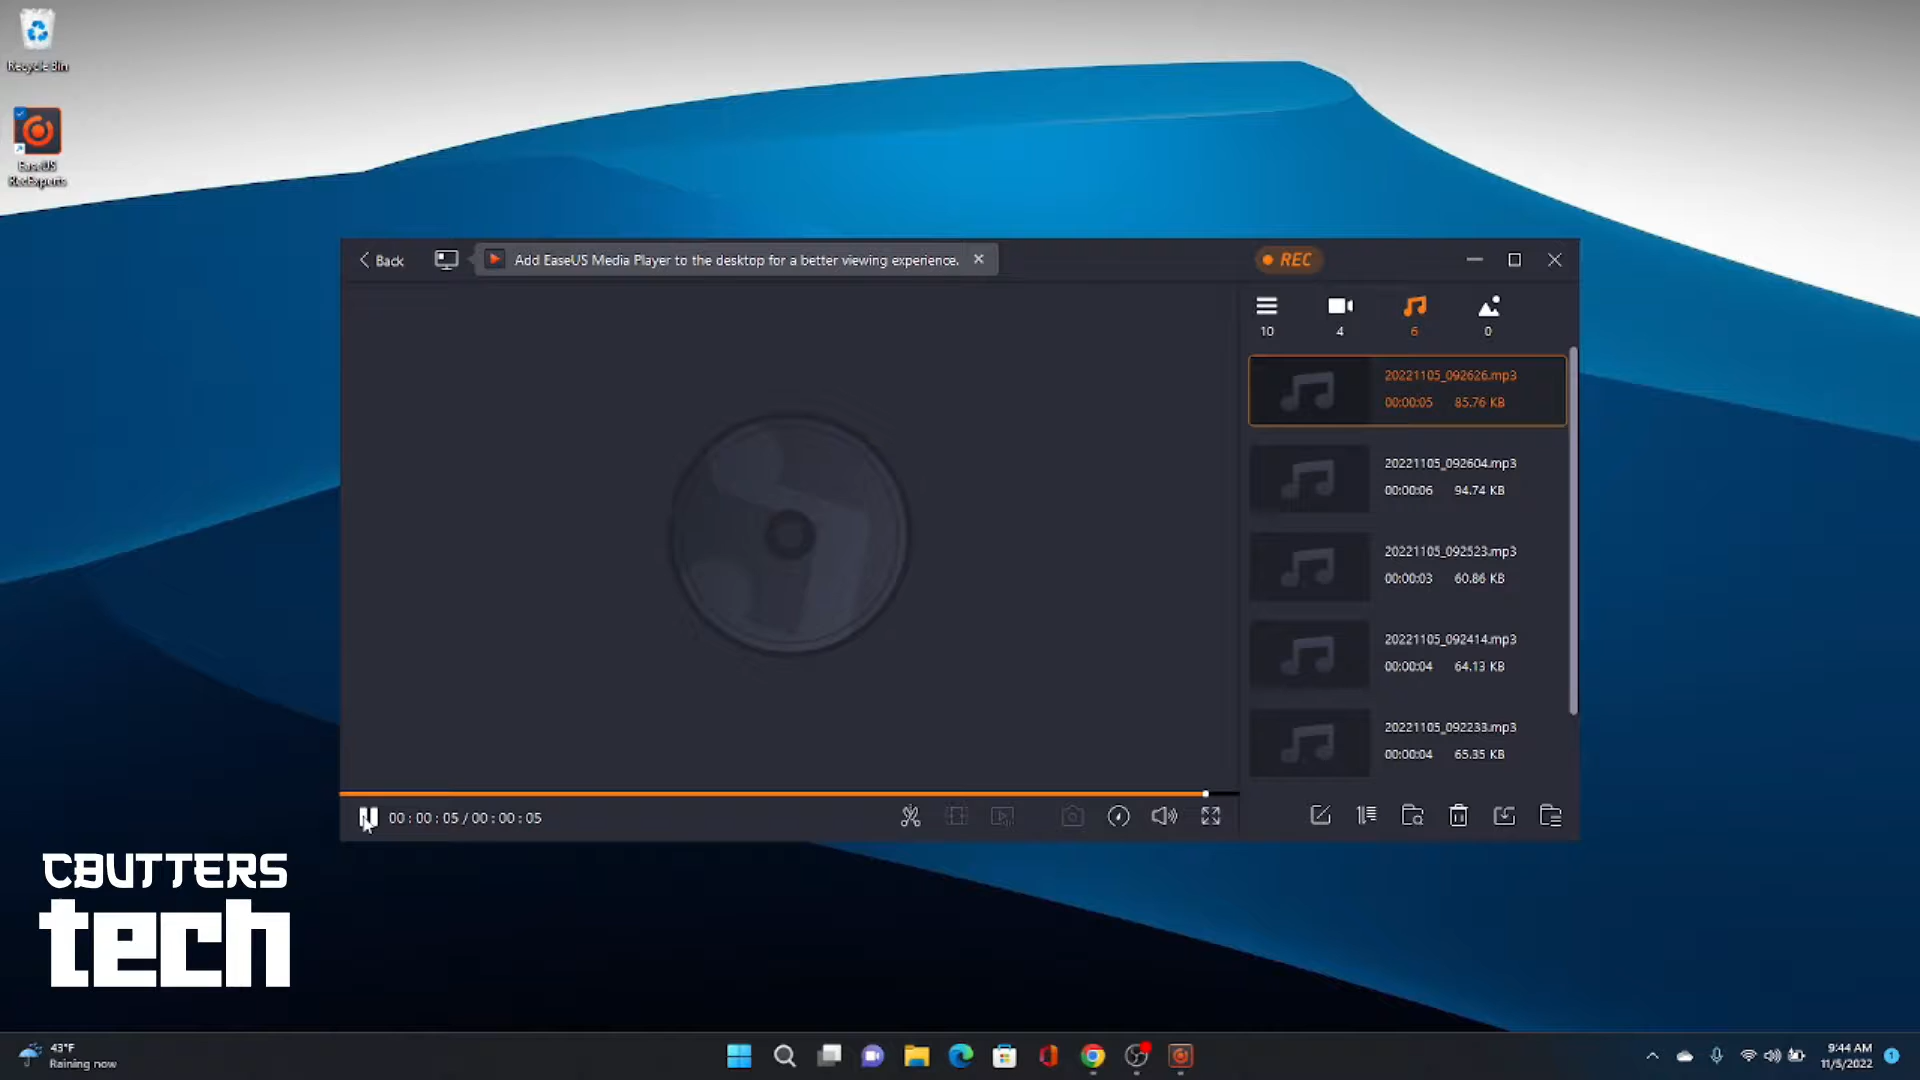 Recycle Bin
EaseUS
RecExperts
Back
Add EaseUS Media Player to the desktop for a better viewing experience.
REC
10
4
6
0
20221105_092626.mp3
00:00:05 85.76 KB
20221105_092604.mp3
00:00:06 94.74 KB
20221105_092523.mp3
00:00:03 60.86 KB
20221105_092414.mp3
00:00:04 64.13 KB
20221105_092233.mp3
00:00:04 65.35 KB
00:00:05/00:00:05
CBUTTERS
tech
43°F
Raining now
9:44 AM
11/5/2022
1